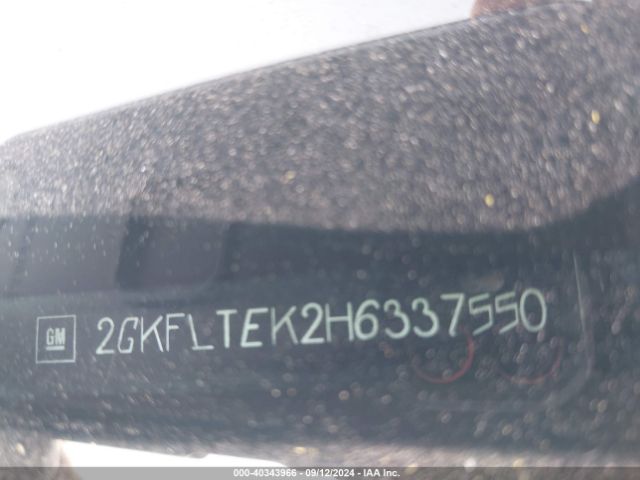 GM 2GKFLTEK2H6337550
000-40343966 - 09/12/2024 - IAA Inc.